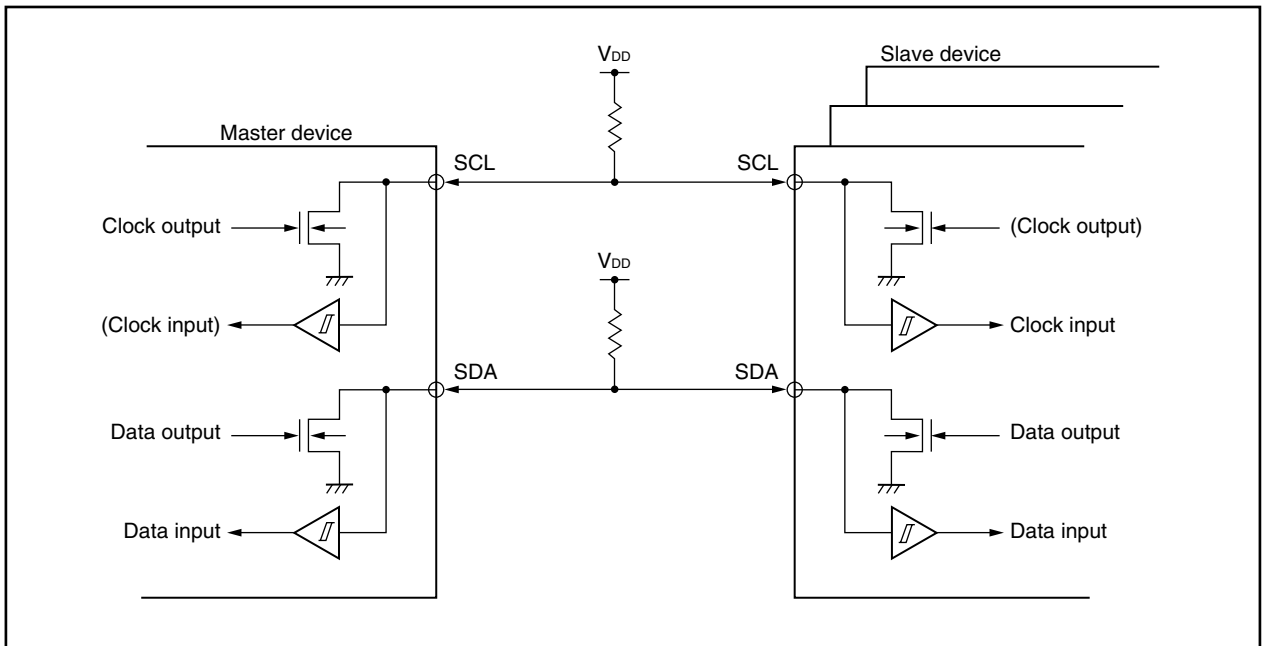 VDD
Slave device
Master device
SCL
SCL
Clock output
(Clock output)
VDD
(Clock input)
Clock input
SDA
SDA
Data output
Data output
Data input
Data input